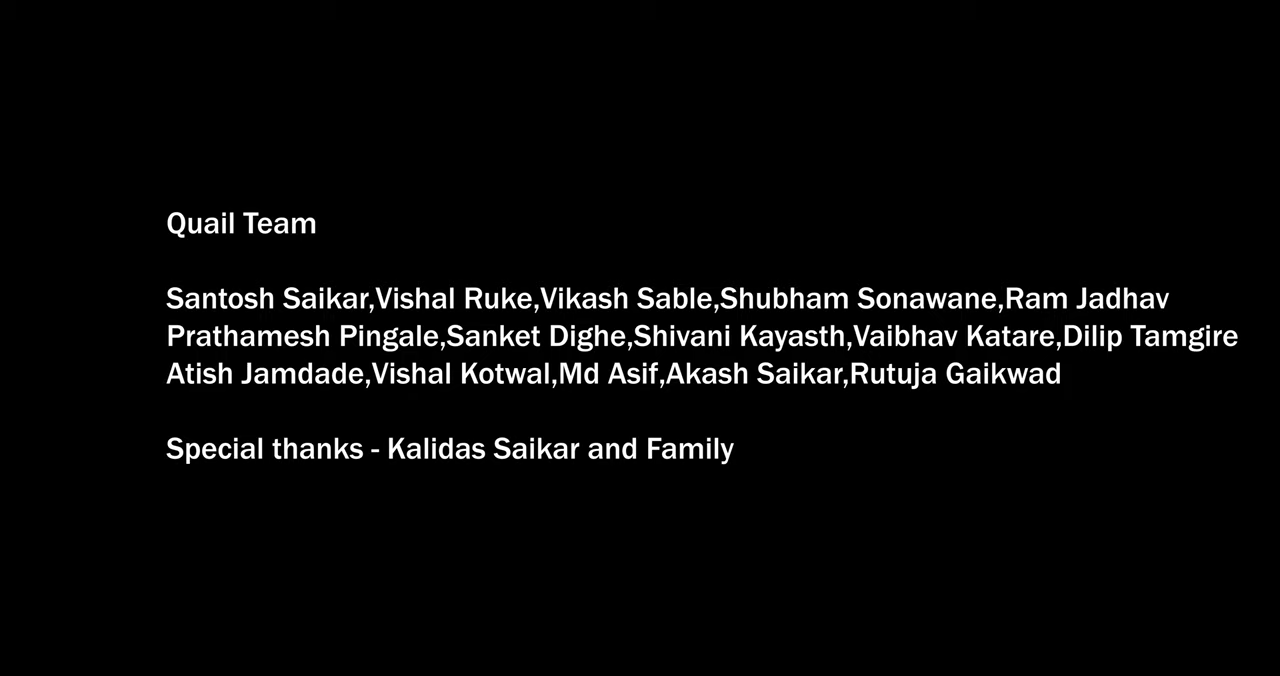 Quail Team
Santosh Saikar,Vishal Ruke,Vikash Sable,Shubham Sonawane,Ram Jadhav
Prathamesh Pingale,Sanket Dighe,Shivani Kayasth,Vaibhav Katare,Dilip Tamgire
Atish Jamdade,Vishal Kotwal,Md Asif,Akash Saikar,Rutuja Gaikwad
Special thanks - Kalidas Saikar and Family